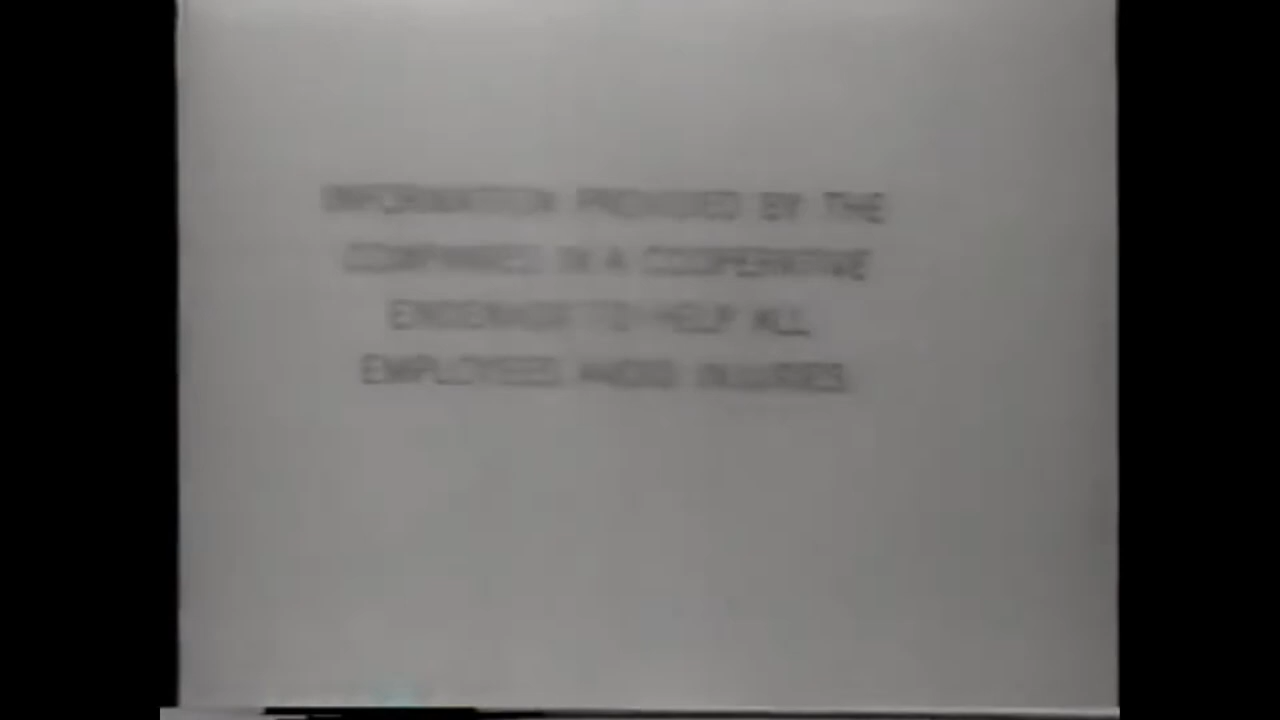 INFORMATION PROVIDED BY THE
COMPANIES IN A COOPERATIVE
ENDEAVOR TO HELP ALL
EMPLOYEES AVOID INJURIES.